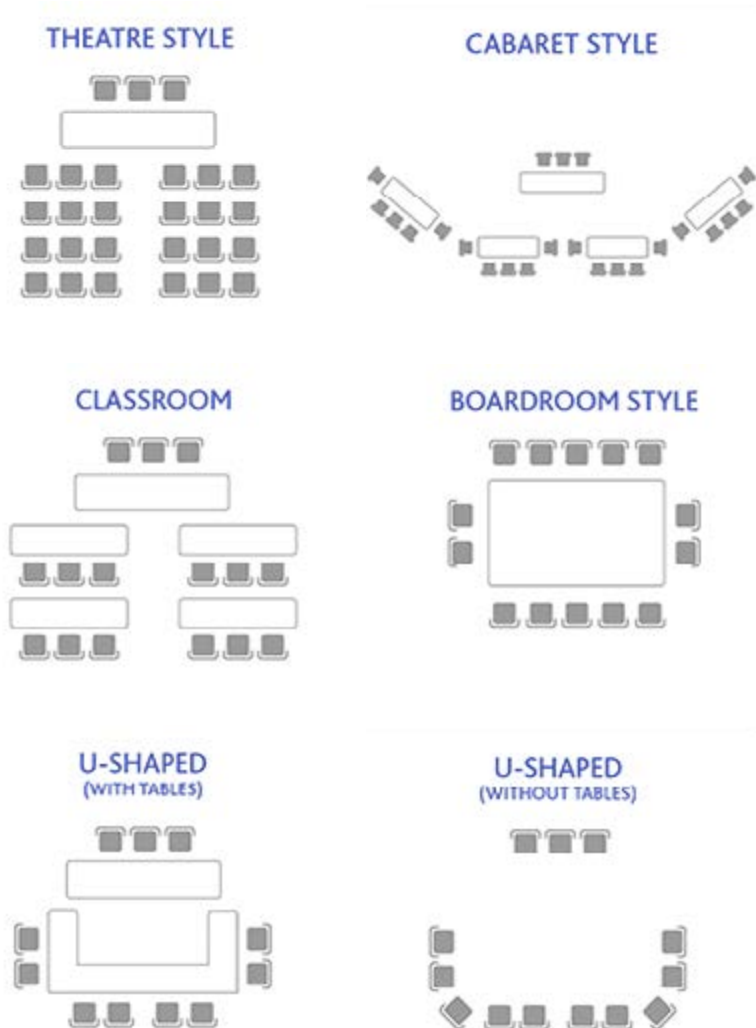 THEATRE STYLE
CABARET STYLE
CLASSROOM
BOARDROOM STYLE
U-SHAPED
(WITH TABLES)
U-SHAPED
(WITHOUT TABLES)